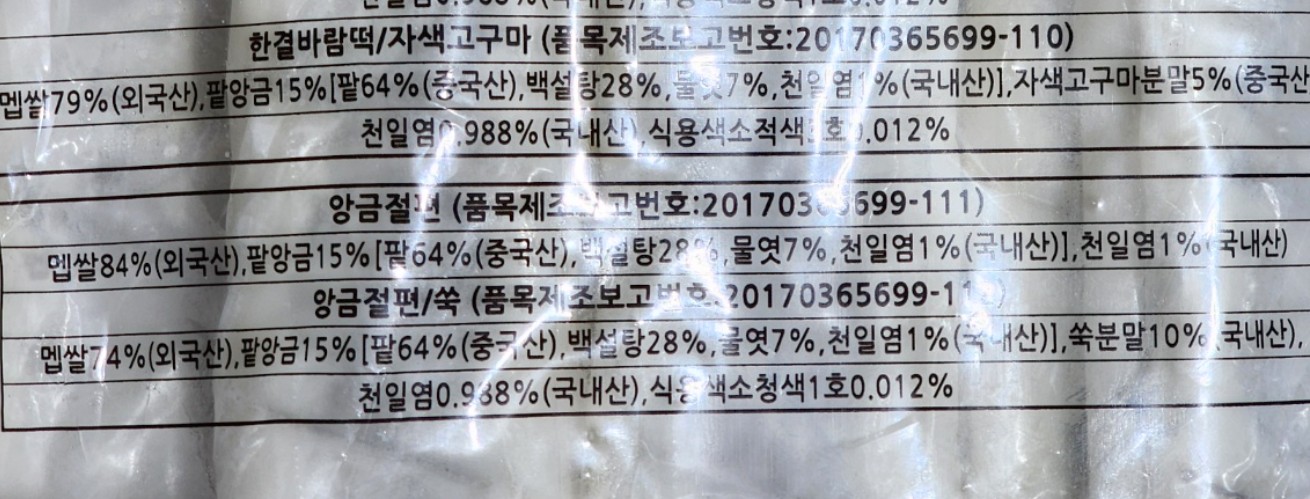 한결바람떡/자색고구마 (품목제조보고번호:20170365699-110)
멥쌀79%(외국산),팥앙금15%[팥64%(중국산),백설탕28%,물엿7%,천일염1%(국내산)],자색고구마분말5%(중국산
천일염0.988%(국내산),식용색소적색 .012%
앙금절편 (품목제조보고번호:20170365699-111)
멥쌀84%(외국산),팥앙금15%[팥64%(중국산),백설탕28%,물엿7%,천일염1%(국내산)],천일염1%(국내산)
앙금절편/쑥 (품목제조보고번호:20170365699-11
멥쌀74%(외국산),팥앙금15%[팥64%(중국산),백설탕28%,물엿7%,천일염1%(국내산)],쑥분말10%(국내산),
천일염0.988%(국내산),식용색소청색1호0.012%